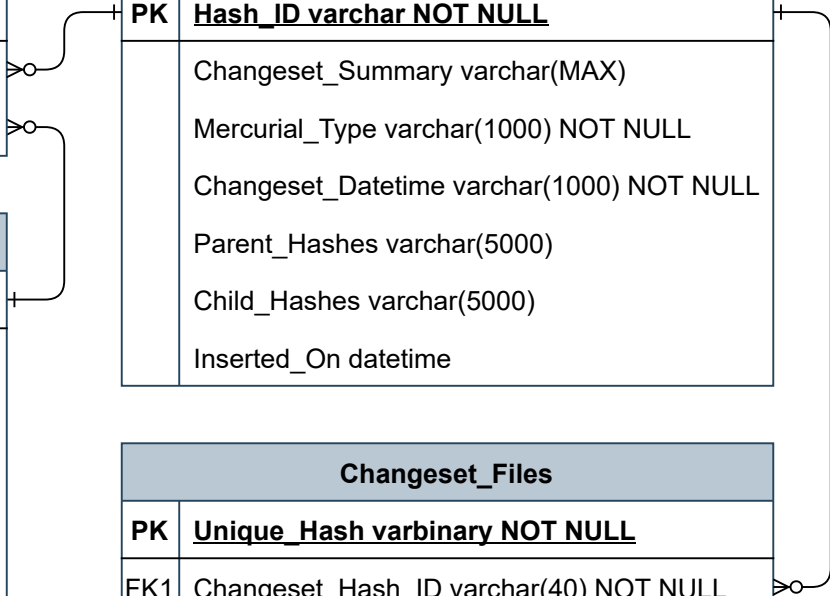 PK Hash_ID varchar NOT NULL
Changeset_Summary varchar(MAX)
Mercurial_Type varchar(1000) NOT NULL
Changeset_Datetime varchar(1000) NOT NULL
Parent_Hashes varchar(5000)
Child_Hashes varchar(5000)
Inserted_On datetime
Changeset_Files
PK Unique_Hash varbinary NOT NULL
FK1 Changeset_Hash_ID varchar(40) NOT NULL